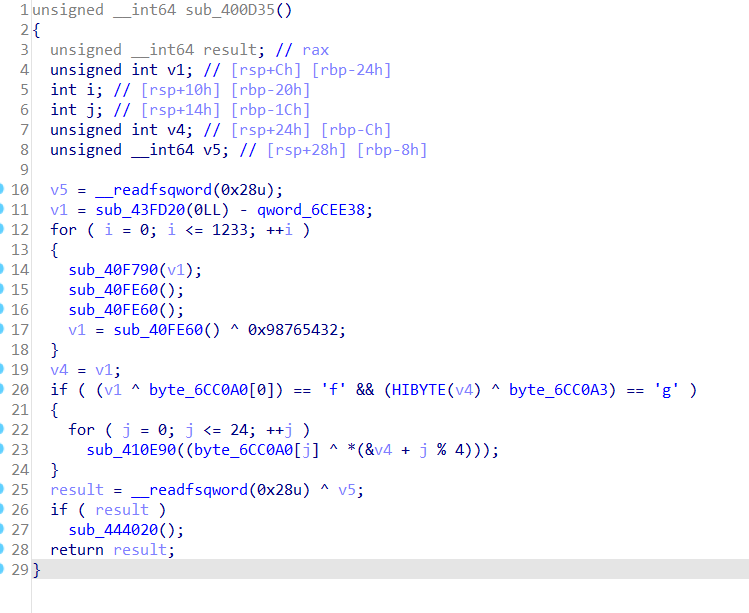 1 unsigned __int64 sub_400D35()
2 {
3 unsigned __int64 result; // rax
4 unsigned int v1; // [rsp+Ch] [rbp-24h]
5 int i; // [rsp+10h] [rbp-20h]
6 int j; // [rsp+14h] [rbp-1Ch]
7 unsigned int v4; // [rsp+24h] [rbp-Ch]
8 unsigned __int64 v5; // [rsp+28h] [rbp-8h]
9
10 v5 = __readfsqword(0x28u);
11 v1 = sub_43FD20(0LL) - qword_6CEE38;
12 for ( i = 0; i <= 1233; ++i )
13 {
14 sub_40F790(v1);
15 sub_40FE60();
16 sub_40FE60();
17 v1 = sub_40FE60() ^ 0x98765432;
18 }
19 v4 = v1;
20 if ( (v1 ^ byte_6CC0A0[0]) == 'f' && (HIBYTE(v4) ^ byte_6CC0A3) == 'g' )
21 {
22 for ( j = 0; j <= 24; ++j )
23 sub_410E90((byte_6CC0A0[j] ^ *(&v4 + j % 4)));
24 }
25 result = __readfsqword(0x28u) ^ v5;
26 if ( result )
27 sub_444020();
28 return result;
29 }